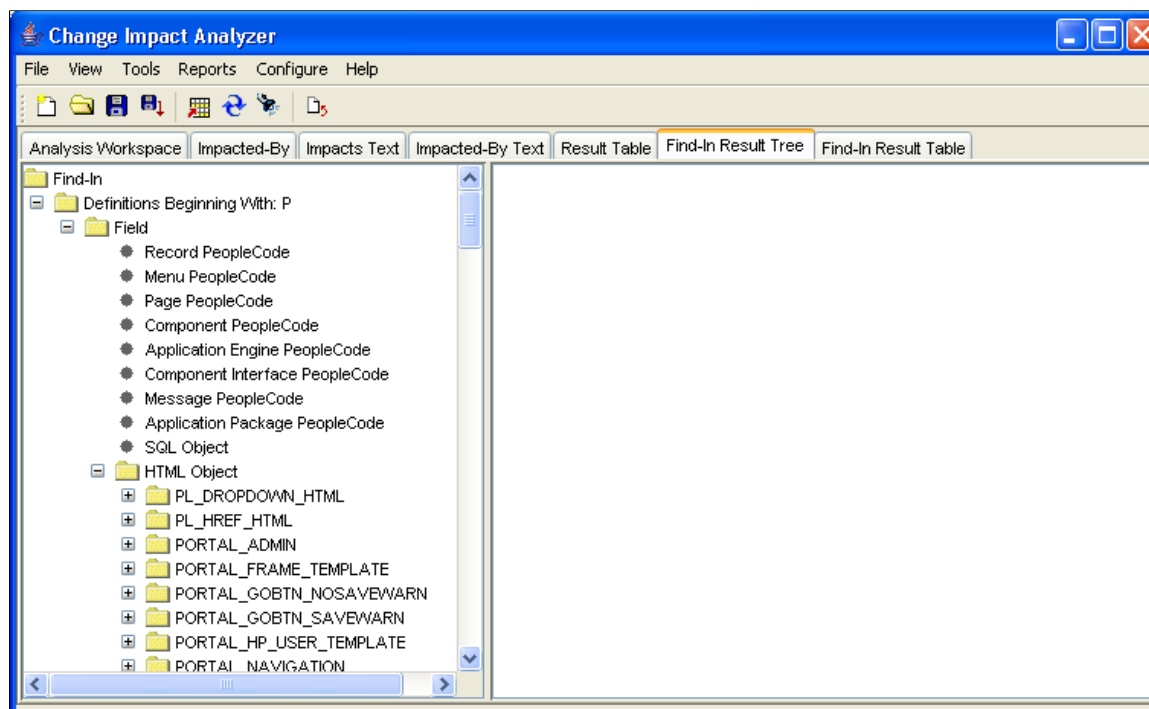 Change Impact Analyzer
File View Tools Reports Configure Help
Analysis Workspace Impacted-By Impacts Text Impacted-By Text Result Table Find-In Result Tree Find-In Result Table
Find-In
Definitions Beginning With: P
Field
Record PeopleCode
Menu PeopleCode
Page PeopleCode
Component PeopleCode
Application Engine PeopleCode
Component Interface PeopleCode
Message PeopleCode
Application Package PeopleCode
SQL Object
HTML Object
PL_DROPDOWN_HTML
PL_HREF_HTML
PORTAL_ADMIN
PORTAL_FRAME_TEMPLATE
PORTAL_GOBTN_NOSAVEWARN
PORTAL_GOBTN_SAVEWARN
PORTAL_HP_USER_TEMPLATE
PORTAL_NAVIGATION